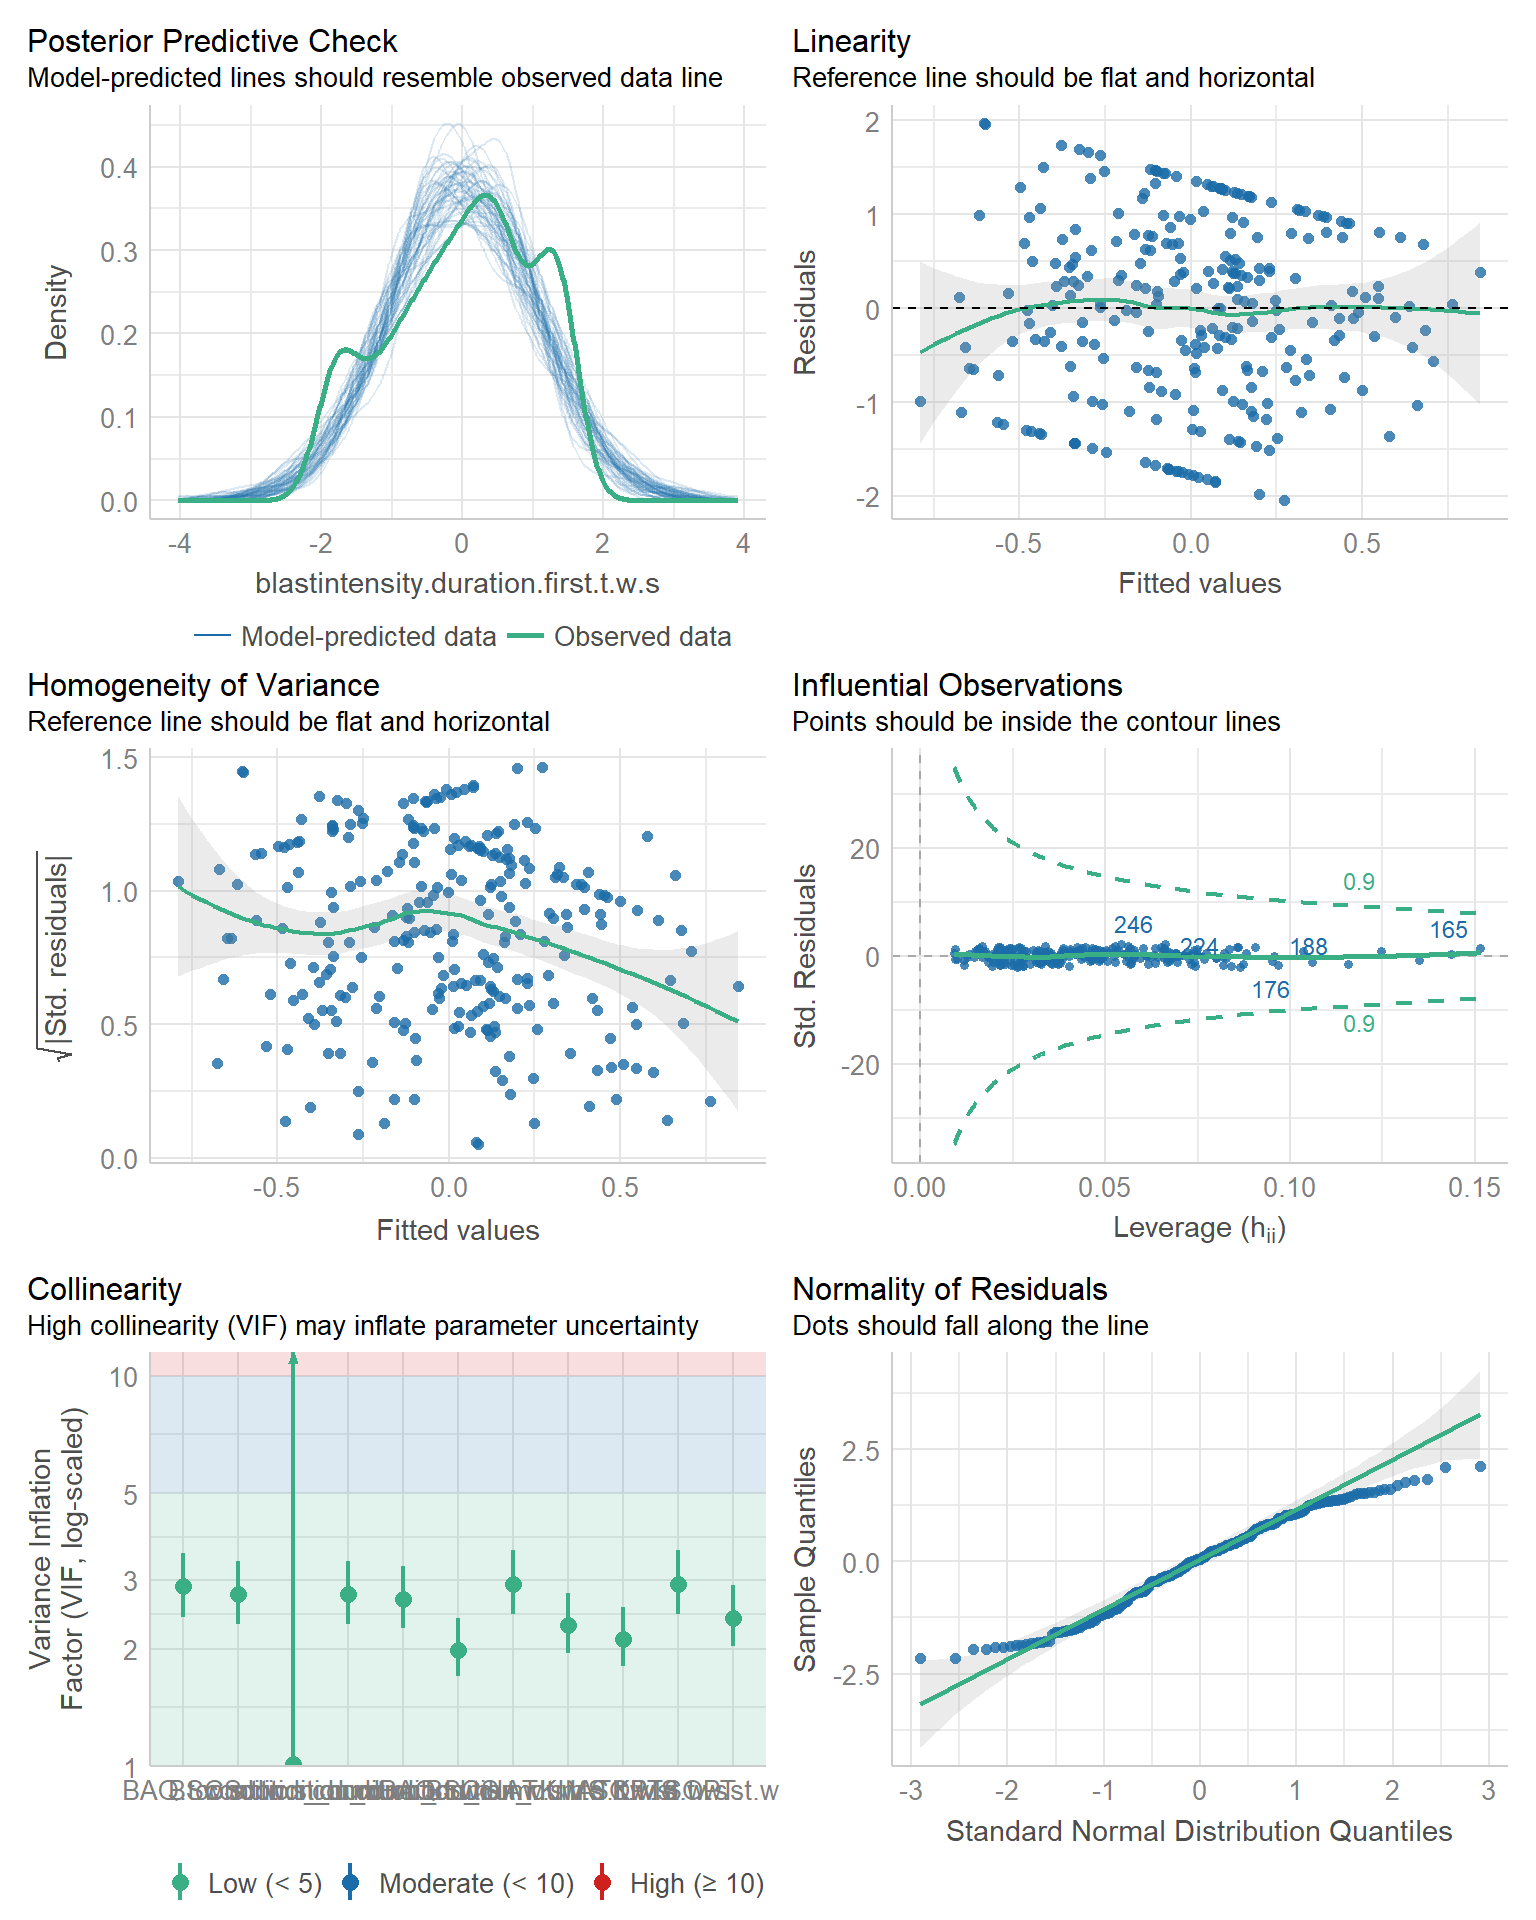 Posterior Predictive Check
Model-predicted lines should resemble observed data line
0.4
0.3
0.2
0.1
0.0
Density
-4 -2 0 2 4
blastintensity.duration.first.t.w.s
Model-predicted data Observed data
Linearity
Reference line should be flat and horizontal
2
1
0
-1
-2
Residuals
-0.5 0.0 0.5
Fitted values
Homogeneity of Variance
Reference line should be flat and horizontal
1.5
1.0
0.5
0.0
√|Std. residuals|
-0.5 0.0 0.5
Fitted values
Influential Observations
Points should be inside the contour lines
20
0
-20
Std. Residuals
0.9
246
224
188
165
176
0.9
0.00 0.05 0.10 0.15
Leverage (hii)
Collinearity
High collinearity (VIF) may inflate parameter uncertainty
10
5
3
2
1
Variance Inflation
Factor (VIF, log-scaled)
Low (< 5) Moderate (< 10) High (≥ 10)
Normality of Residuals
Dots should fall along the line
2.5
0.0
-2.5
Sample Quantiles
-3 -2 -1 0 1 2 3
Standard Normal Distribution Quantiles